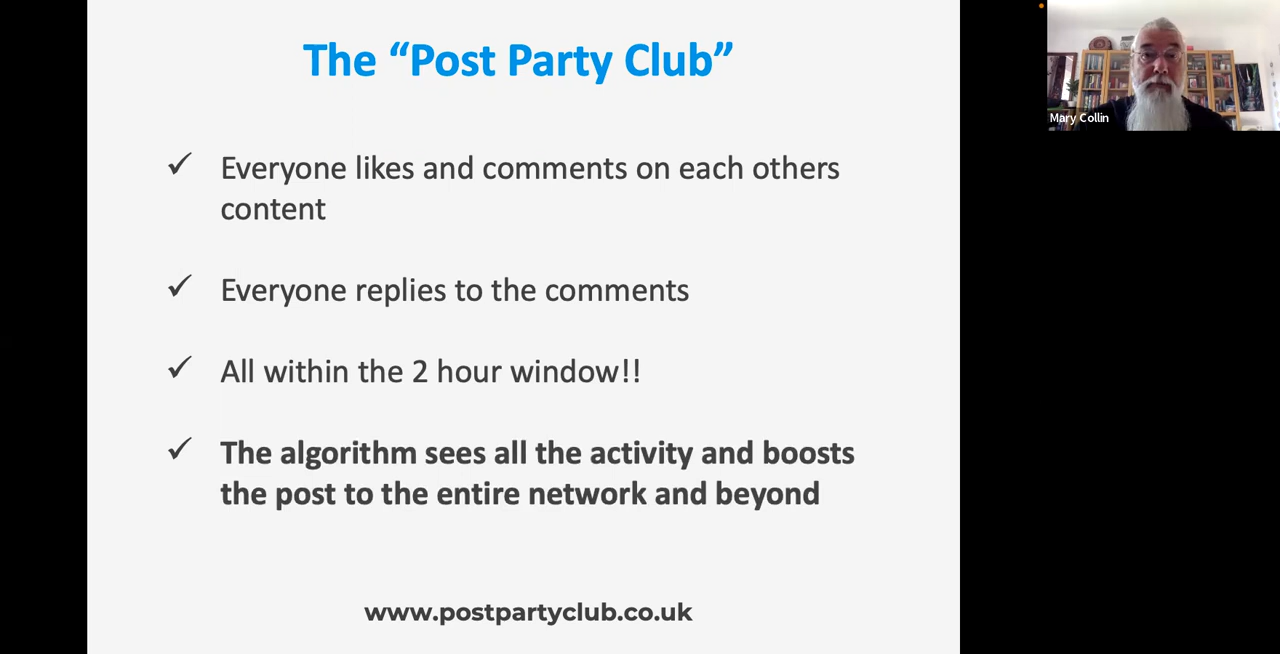 The “Post Party Club”
✓ Everyone likes and comments on each others
content
✓ Everyone replies to the comments
✓ All within the 2 hour window!!
✓ The algorithm sees all the activity and boosts
the post to the entire network and beyond
www.postpartyclub.co.uk
Mary Collin